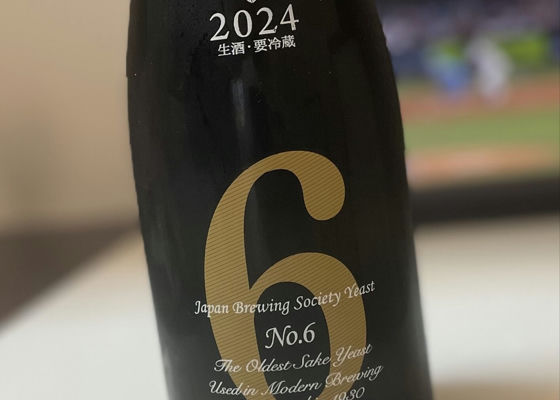 2024
生酒・要冷蔵
6
Japan Brewing Society Yeast
No.6
The Oldest Sake Yeast
Used in Modern Brewing
1930